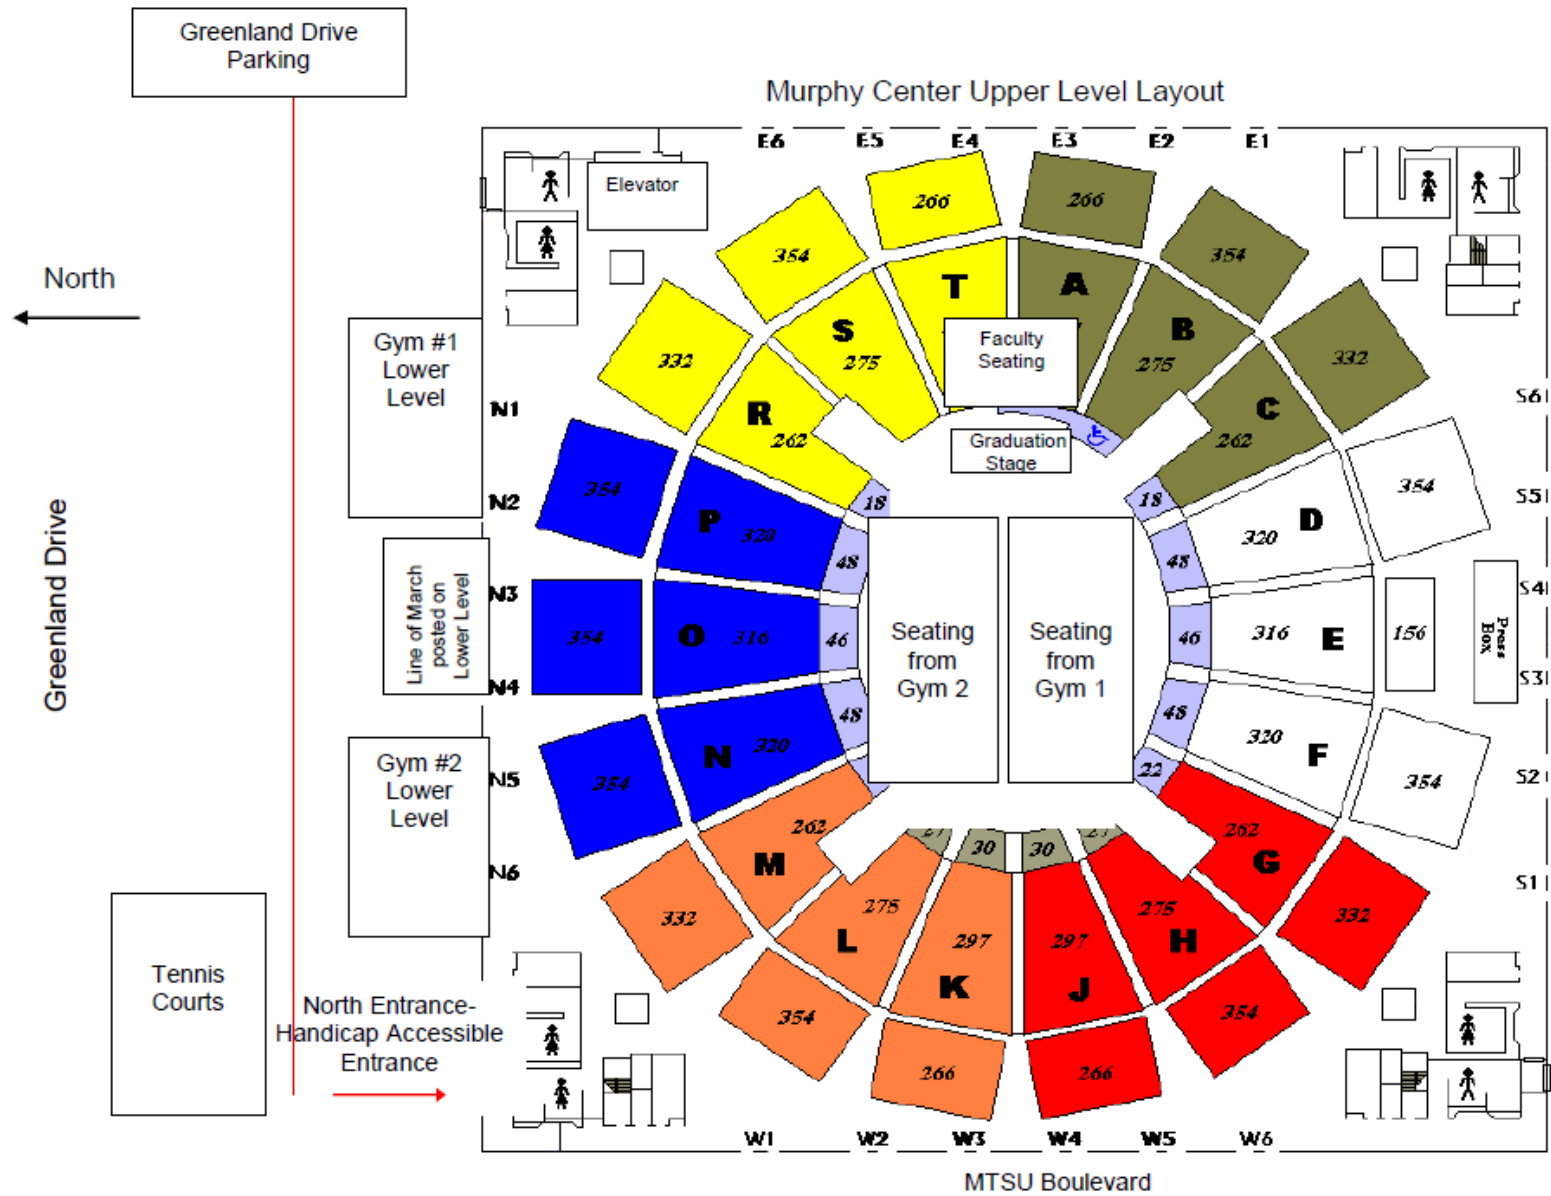 Greenland Drive
Parking
Murphy Center Upper Level Layout
E6 E5 E4 E3 E2 E1
Elevator
266
266
354
354
North
T
A
S
B
Gym #1
Lower
Level
Faculty
Seating
332
275
275
332
N1
R
C
S6
262
262
Graduation
Stage
354
354
N2
18
18
S5
P
320
D
320
48
48
Greenland Drive
Line of March
posted on
Lower Level
N3
S4
354
O
316
46
Seating
from
Gym 2
Seating
from
Gym 1
46
316
E
156
Press
Box
N4
S3
48
48
N
320
320
F
Gym #2
Lower
Level
N5
354
22
354
S2
262
262
27
30
30
27
M
G
N6
S1
332
275
275
332
L
H
297
297
K
J
Tennis
Courts
North Entrance-
Handicap Accessible
Entrance
354
354
266
266
W1 W2 W3 W4 W5 W6
MTSU Boulevard